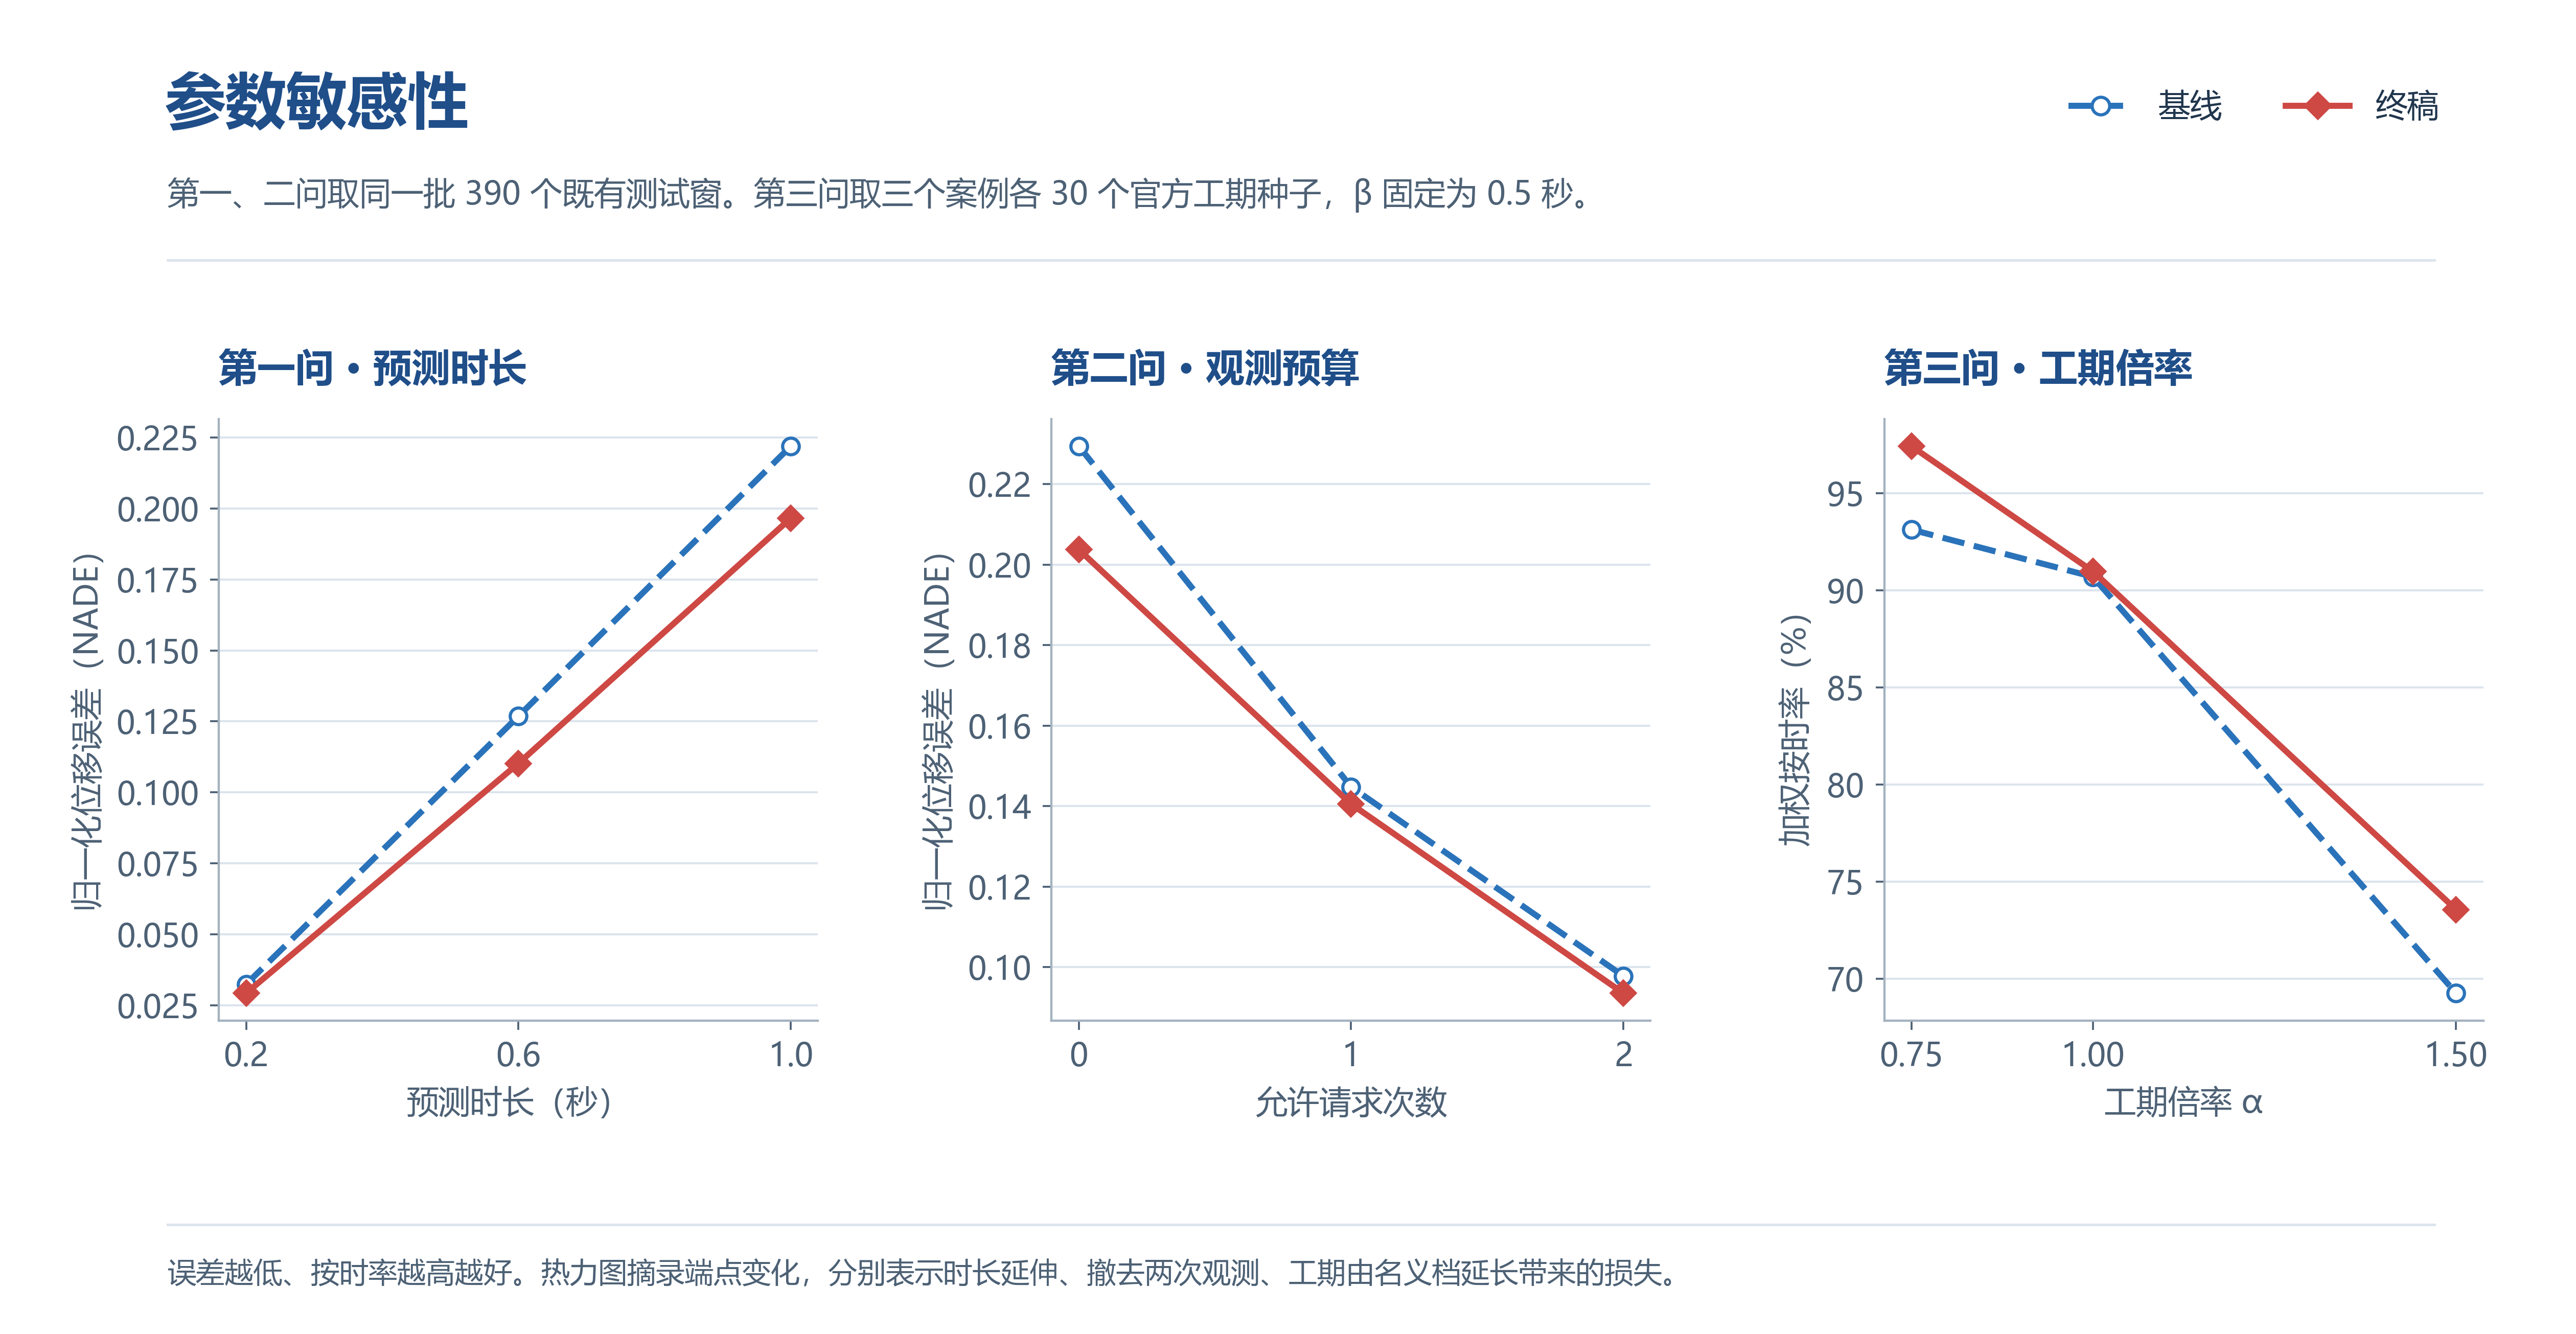 参数敏感性
基线
终稿
第一、二问取同一批 390 个既有测试窗。第三问取三个案例各 30 个官方工期种子，β 固定为 0.5 秒。
第一问·预测时长
归一化位移误差（NADE）
0.225
0.200
0.175
0.150
0.125
0.100
0.075
0.050
0.025
0.2 0.6 1.0
预测时长（秒）
第二问·观测预算
归一化位移误差（NADE）
0.22
0.20
0.18
0.16
0.14
0.12
0.10
0 1 2
允许请求次数
第三问·工期倍率
加权按时率（%）
95
90
85
80
75
70
0.75 1.00 1.50
工期倍率 α
误差越低、按时率越高越好。热力图摘录端点变化，分别表示时长延伸、撤去两次观测、工期由名义档延长带来的损失。